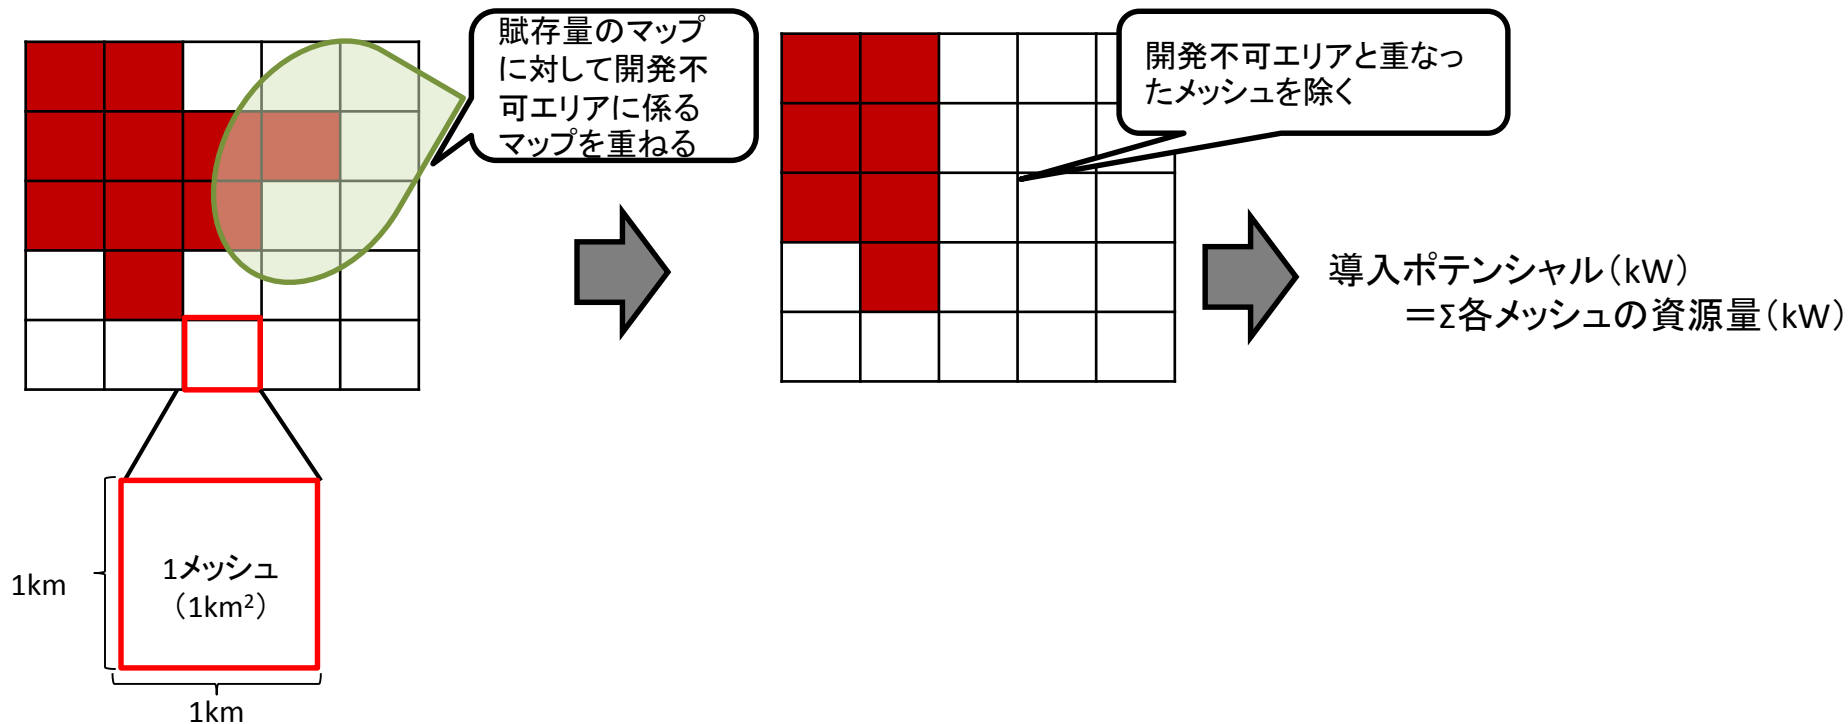 賦存量のマップ
に対して開発不
可エリアに係る
マップを重ねる
開発不可エリアと重なっ
たメッシュを除く
導入ポテンシャル(kW)
=Σ各メッシュの資源量(kW)
1km
1メッシュ
(1km²)
1km